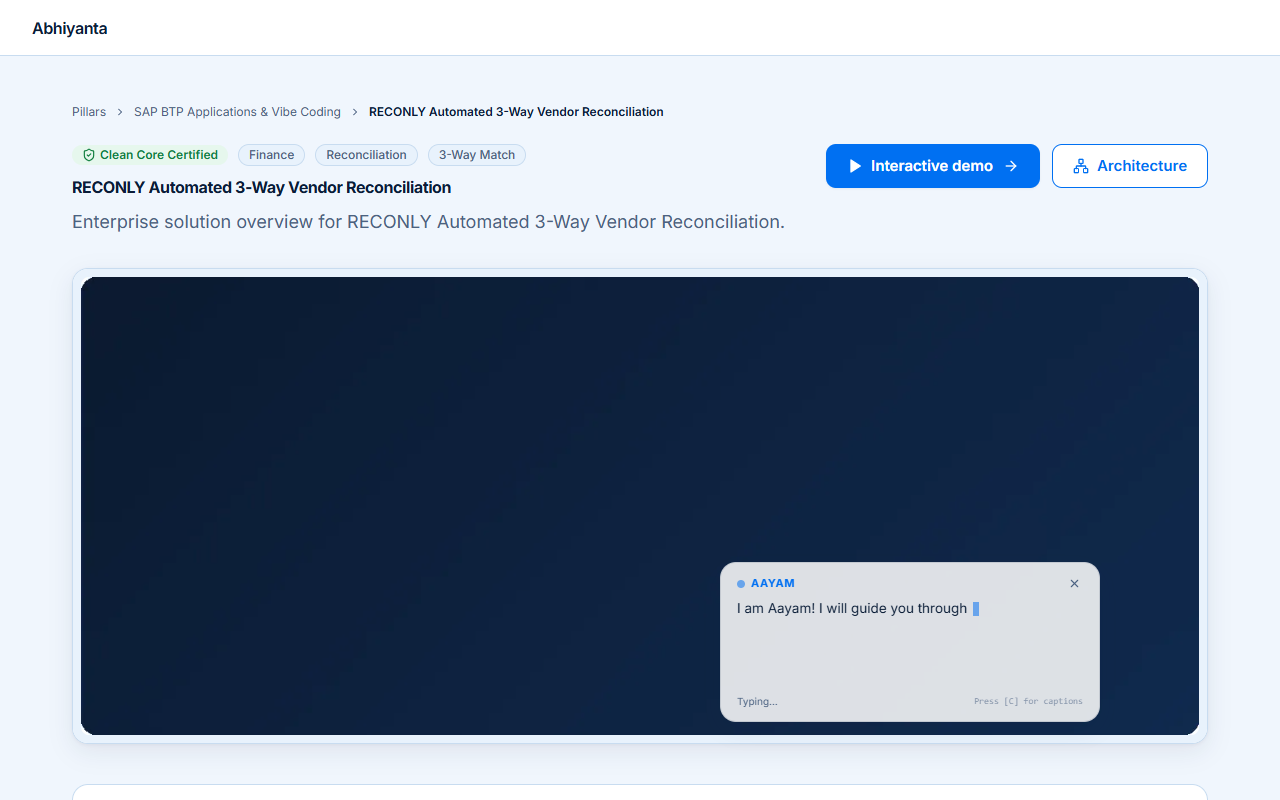 Abhiyanta
Pillars > SAP BTP Applications & Vibe Coding > RECONLY Automated 3-Way Vendor Reconciliation
Clean Core Certified Finance Reconciliation 3-Way Match
Interactive demo → Architecture
RECONLY Automated 3-Way Vendor Reconciliation
Enterprise solution overview for RECONLY Automated 3-Way Vendor Reconciliation.
AAYAM
I am Aayam! I will guide you through
Typing... Press [C] for captions